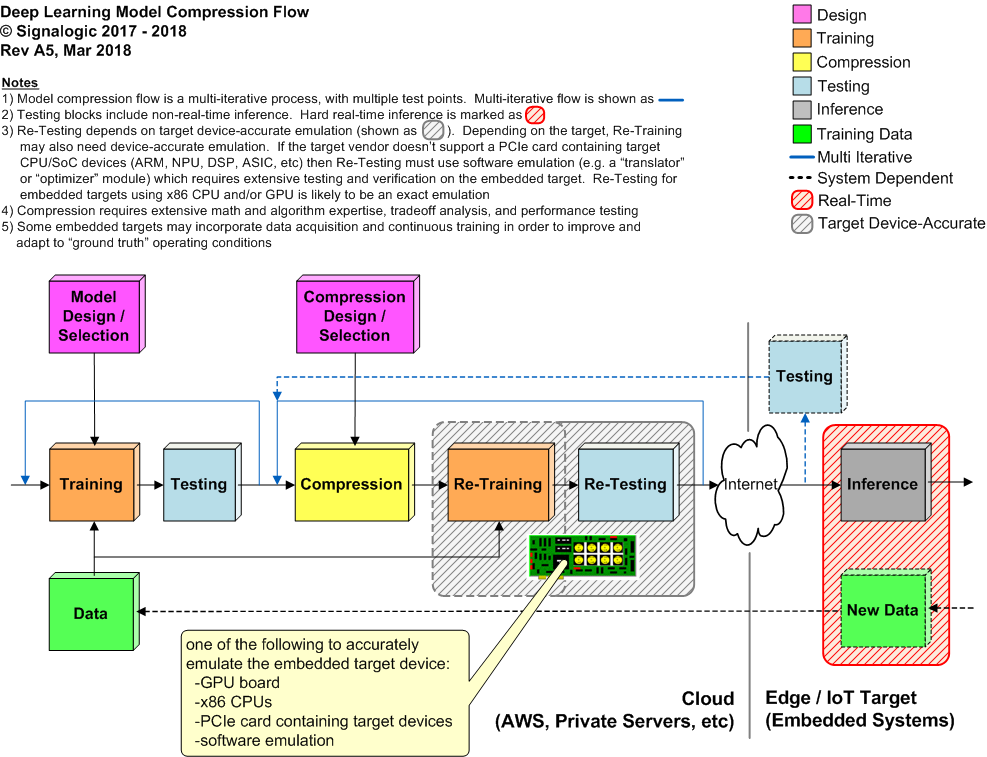 Deep Learning Model Compression Flow
© Signalogic 2017 - 2018
Rev A5, Mar 2018
Notes
1) Model compression flow is a multi-iterative process, with multiple test points.  Multi-iterative flow is shown as
2) Testing blocks include non-real-time inference.  Hard real-time inference is marked as
3) Re-Testing depends on target device-accurate emulation (shown as      ).  Depending on the target, Re-Training
may also need device-accurate emulation.  If the target vendor doesn't support a PCIe card containing target
CPU/SoC devices (ARM, NPU, DSP, ASIC, etc) then Re-Testing must use software emulation (e.g. a “translator”
or “optimizer” module) which requires extensive testing and verification on the embedded target.  Re-Testing for
embedded targets using x86 CPU and/or GPU is likely to be an exact emulation
4) Compression requires extensive math and algorithm expertise, tradeoff analysis, and performance testing
5) Some embedded targets may incorporate data acquisition and continuous training in order to improve and
adapt to “ground truth” operating conditions
Design
Training
Compression
Testing
Inference
Training Data
Multi Iterative
System Dependent
Real-Time
Target Device-Accurate
Model
Design /
Selection
Compression
Design /
Selection
Testing
Training
Testing
Compression
Re-Training
Re-Testing
Internet
Inference
Data
New Data
one of the following to accurately
emulate the embedded target device:
-GPU board
-x86 CPUs
-PCIe card containing target devices
-software emulation
Cloud
(AWS, Private Servers, etc)
Edge / IoT Target
(Embedded Systems)